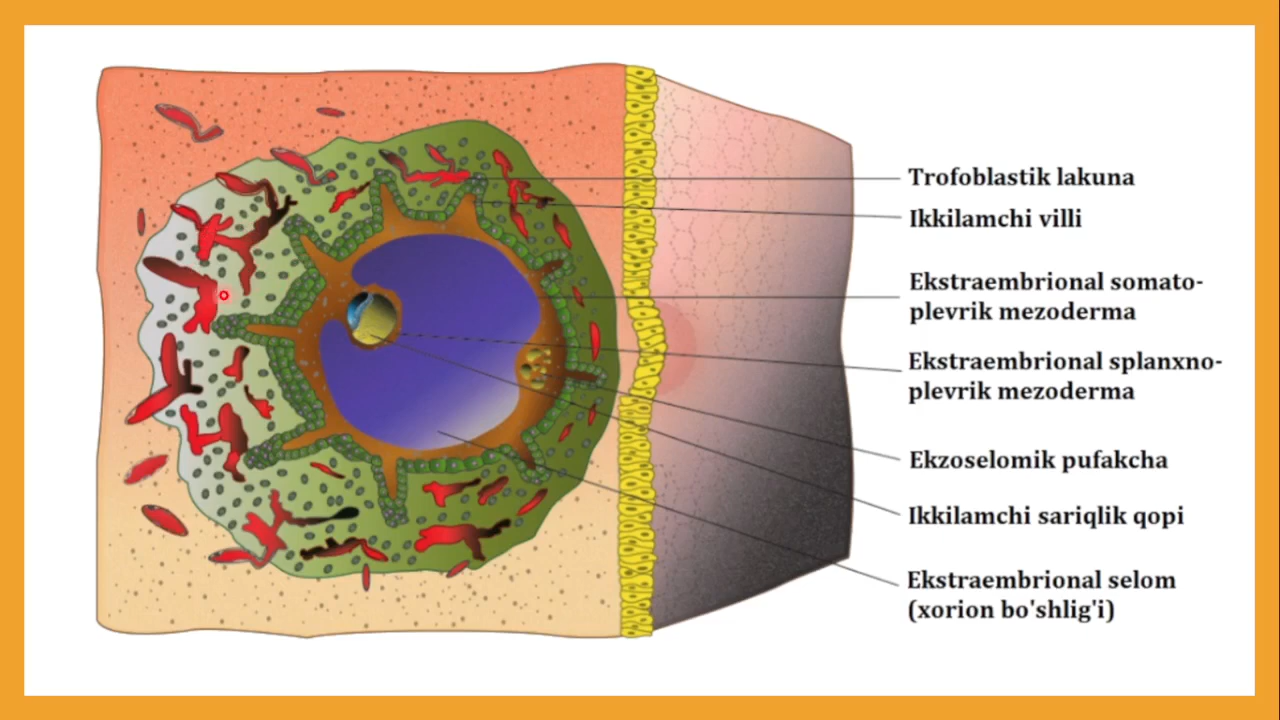 Trofoblastik lakuna
Ikkilamchi villi
Ekstraembrional somato-
plevrik mezoderma
Ekstraembrional splanxno-
plevrik mezoderma
Ekzoselomik pufakcha
Ikkilamchi sariqlik qopi
Ekstraembrional selom
(xorion bo'shlig'i)